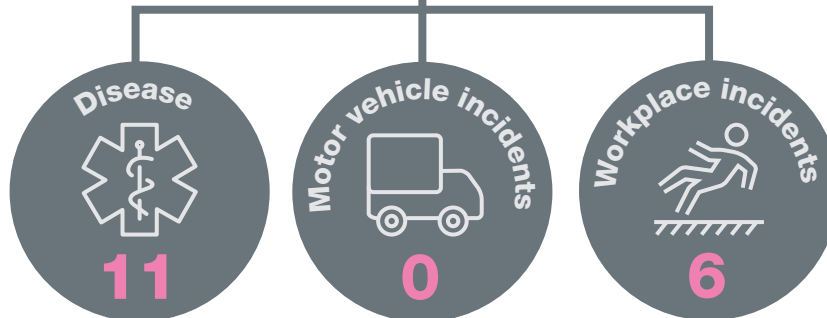 Disease
11
Motor vehicle incidents
0
Workplace incidents
6